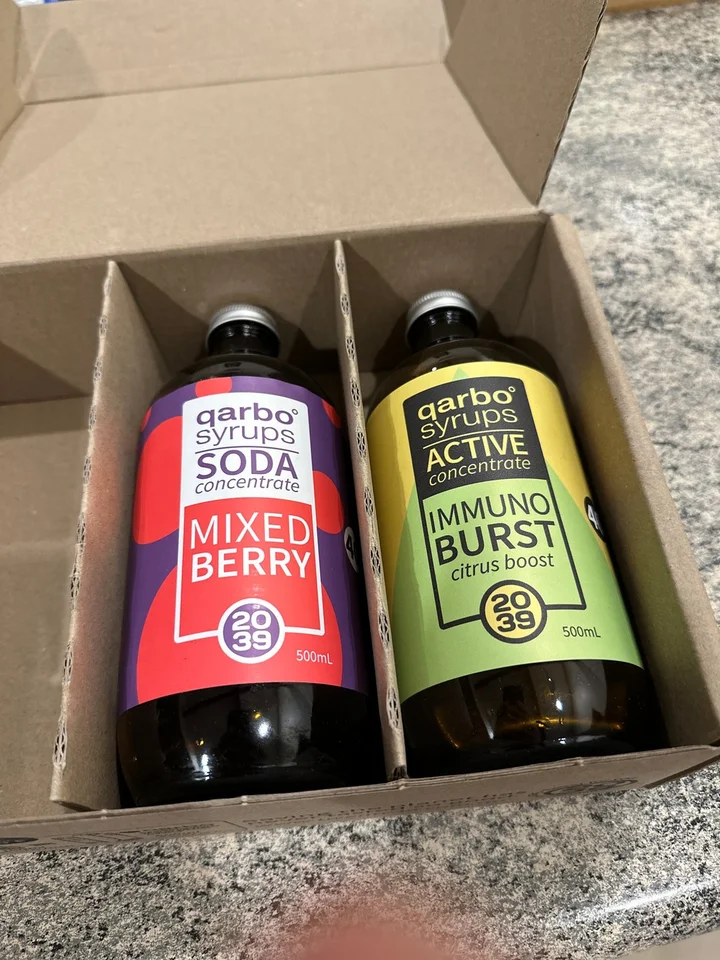 qarbo°
syrups
SODA
concentrate
MIXED
BERRY
20
39
500mL
qarbo°
syrups
ACTIVE
concentrate
IMMUNO
BURST
citrus boost
20
39
500mL